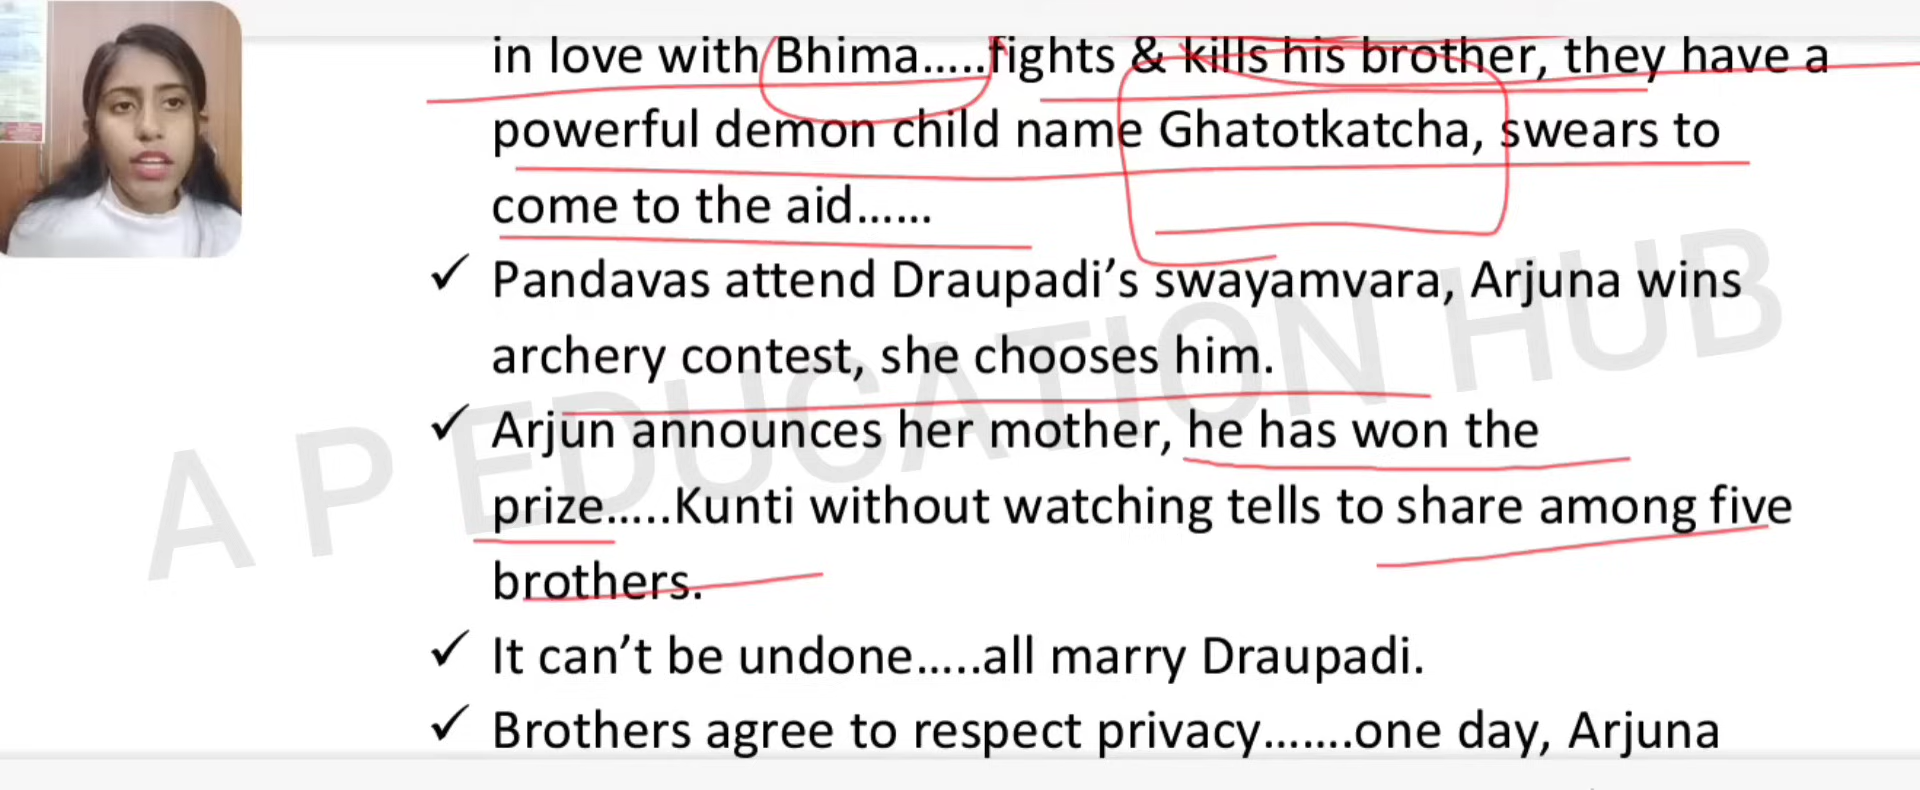 in love with Bhima.....fights & kills his brother, they have a
powerful demon child name Ghatotkatcha, swears to
come to the aid......
✓ Pandavas attend Draupadi’s swayamvara, Arjuna wins
archery contest, she chooses him.
✓ Arjun announces her mother, he has won the
prize.....Kunti without watching tells to share among five
brothers.
✓ It can’t be undone.....all marry Draupadi.
✓ Brothers agree to respect privacy.......one day, Arjuna
A P EDUCATION HUB